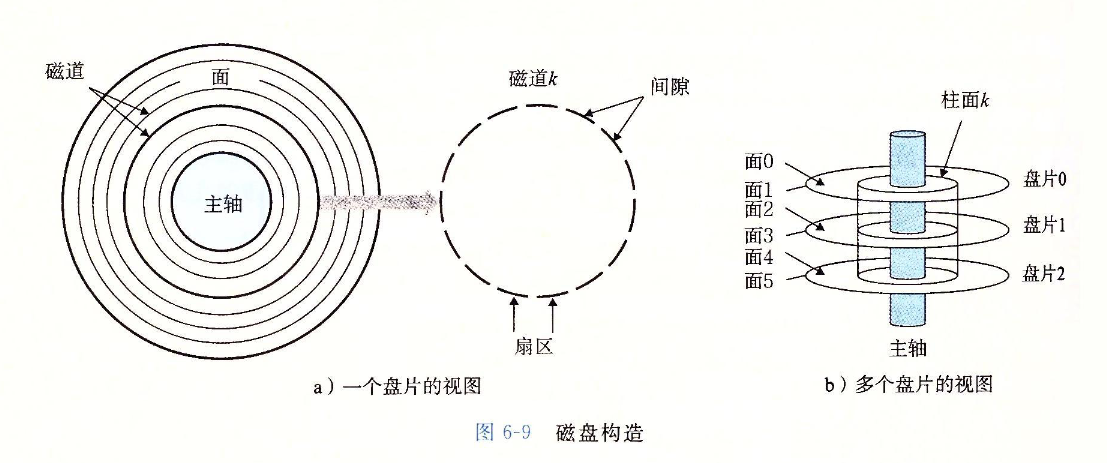 磁道
面
主轴
磁道k
间隙
扇区
a）一个盘片的视图
柱面k
面0
面1
面2
面3
面4
面5
盘片0
盘片1
盘片2
主轴
b）多个盘片的视图
图 6-9 磁盘构造